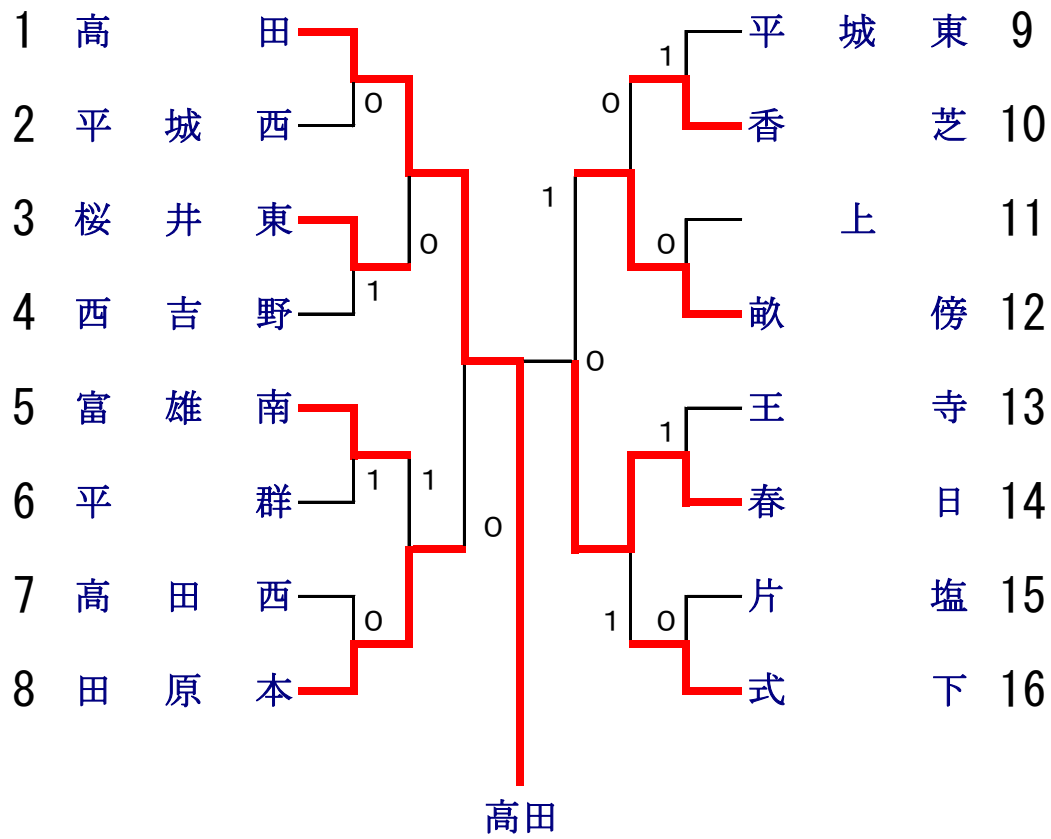 1 高田
2 平城西
3 桜井東
4 西吉野
5 富雄南
6 平群
7 高田西
8 田原本
0
0
1
1
1
0
0
平城東 9
香芝 10
上 11
畝傍 12
王寺 13
春日 14
片塩 15
式下 16
1
0
1
0
0
1
1
0
高田